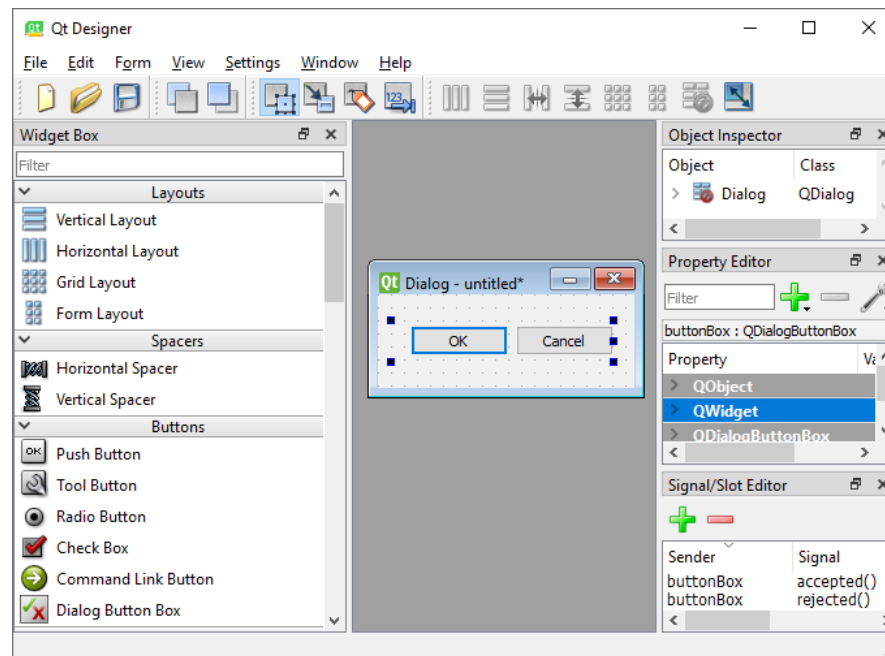 Qt Designer
File Edit Form View Settings Window Help
123
Widget Box
Filter
Layouts
Vertical Layout
Horizontal Layout
Grid Layout
Form Layout
Spacers
Horizontal Spacer
Vertical Spacer
Buttons
OK Push Button
Tool Button
Radio Button
Check Box
Command Link Button
Dialog Button Box
Qt Dialog - untitled*
OK Cancel
Object Inspector
Object Class
Dialog QDialog
Property Editor
Filter
buttonBox : QDialogButtonBox
Property
QObject
QWidget
QDialogButtonBox
Signal/Slot Editor
Sender Signal
buttonBox accepted()
buttonBox rejected()